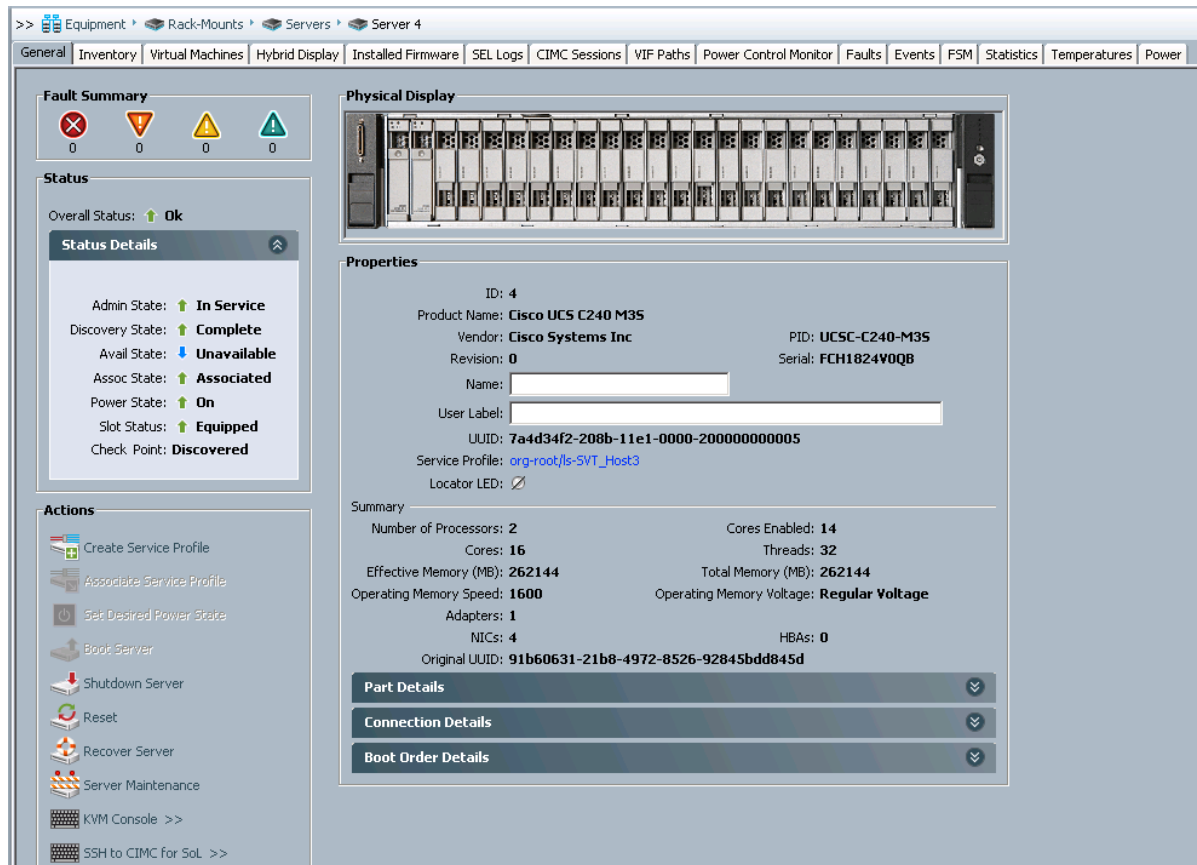 >> Equipment Rack-Mounts Servers Server 4
General Inventory Virtual Machines Hybrid Display Installed Firmware SEL Logs CIMC Sessions VIF Paths Power Control Monitor Faults Events FSM Statistics Temperatures Power
Fault Summary
0 0 0 0
Status
Overall Status: Ok
Status Details
Admin State: In Service
Discovery State: Complete
Avail State: Unavailable
Assoc State: Associated
Power State: On
Slot Status: Equipped
Check Point: Discovered
Actions
Create Service Profile
Associate Service Profile
Set Desired Power State
Boot Server
Shutdown Server
Reset
Recover Server
Server Maintenance
KVM Console >>
SSH to CIMC for SoL >>
Physical Display
Properties
ID: 4
Product Name: Cisco UCS C240 M3S
Vendor: Cisco Systems Inc PID: UCSC-C240-M3S
Revision: 0 Serial: FCH1824V0QB
Name:
User Label:
UUID: 7a4d34f2-208b-11e1-0000-200000000005
Service Profile: org-root/ls-SVT_Host3
Locator LED:
Summary
Number of Processors: 2 Cores Enabled: 14
Cores: 16 Threads: 32
Effective Memory (MB): 262144 Total Memory (MB): 262144
Operating Memory Speed: 1600 Operating Memory Voltage: Regular Voltage
Adapters: 1
NICs: 4 HBAs: 0
Original UUID: 91b60631-21b8-4972-8526-92845bdd845d
Part Details
Connection Details
Boot Order Details